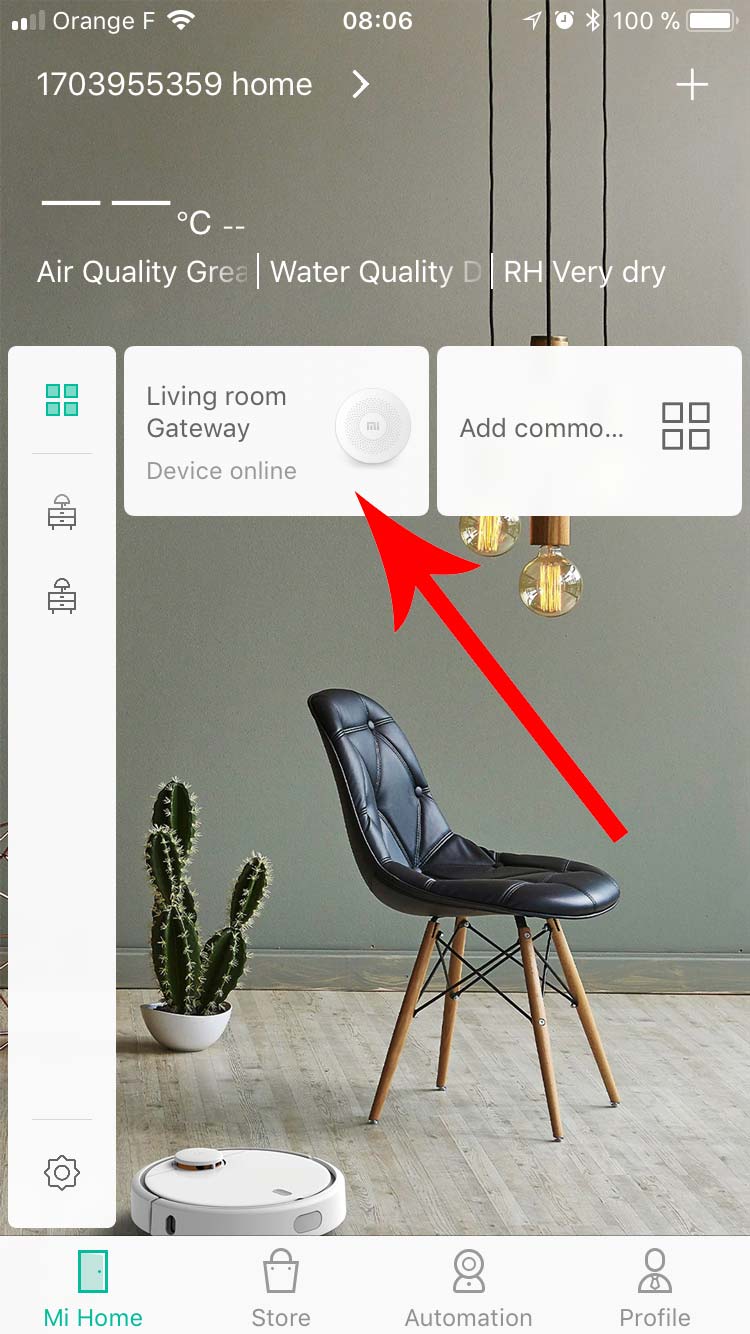 Orange F 08:06 100 %
1703955359 home
°C --
Air Quality Grea Water Quality D RH Very dry
Living room
Gateway
mi
Device online
Add commo...
Mi Home Store Automation Profile